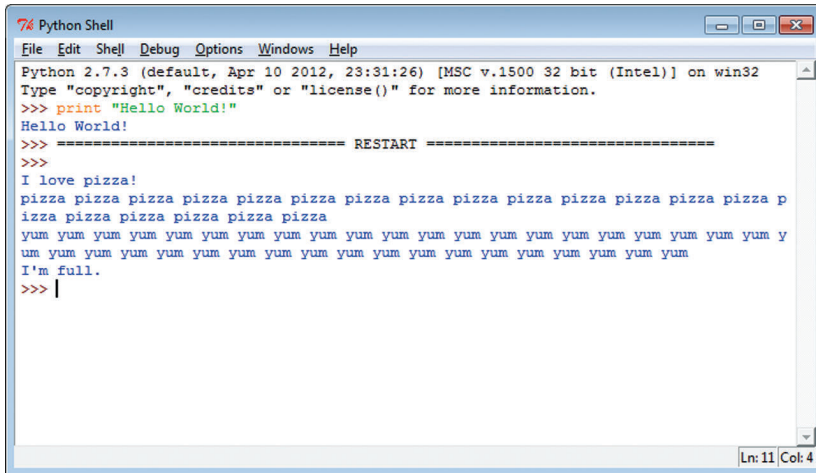 Python Shell
File Edit Shell Debug Options Windows Help
Python 2.7.3 (default, Apr 10 2012, 23:31:26) [MSC v.1500 32 bit (Intel)] on win32
Type "copyright", "credits" or "license()" for more information.
>>> print "Hello World!"
Hello World!
>>> ================================ RESTART ================================
>>>
I love pizza!
pizza pizza pizza pizza pizza pizza pizza pizza pizza pizza pizza pizza pizza pizza p
izza pizza pizza pizza pizza pizza
yum yum yum yum yum yum yum yum yum yum yum yum yum yum yum yum yum yum yum yum yum y
um yum yum yum yum yum yum yum yum yum yum yum yum yum yum yum yum yum yum
I'm full.
>>>
Ln: 11 Col: 4